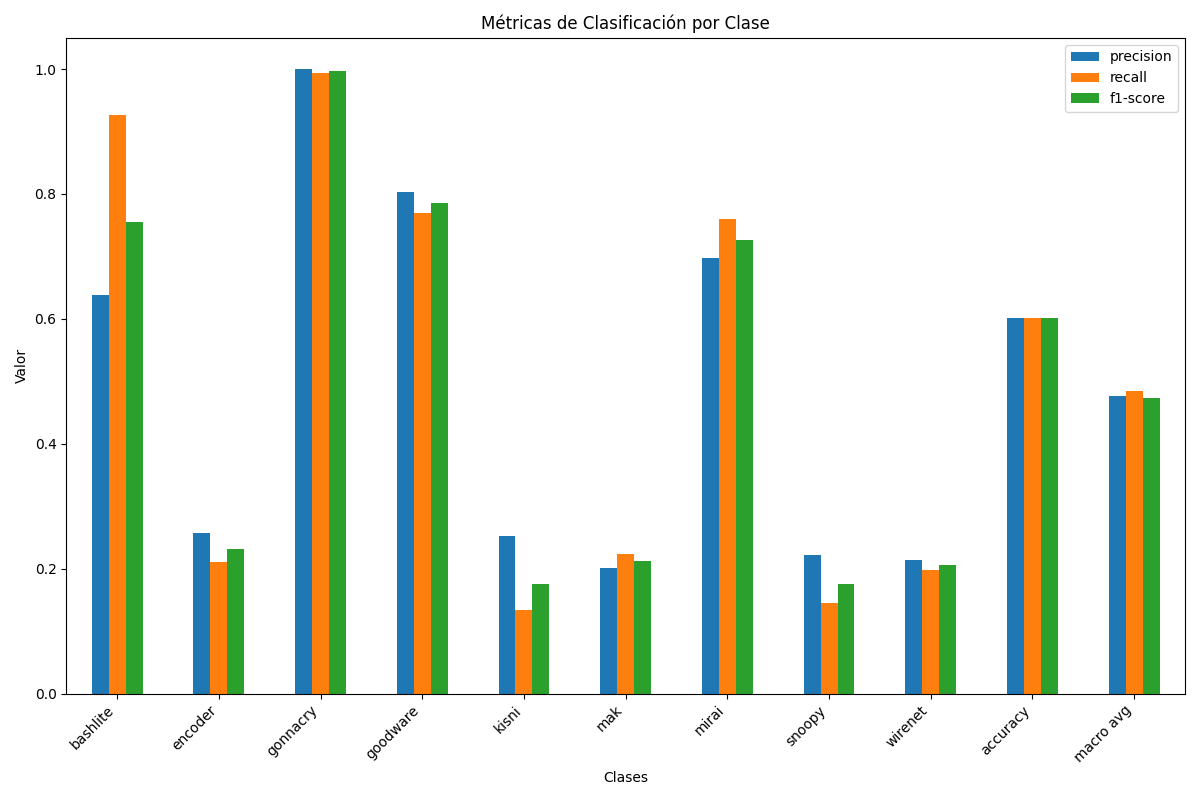 Métricas de Clasificación por Clase
precision
recall
f1-score
Valor
1.0
0.8
0.6
0.4
0.2
0.0
bashlite
encoder
gonnacry
goodware
kisni
mak
mirai
snoopy
wirenet
accuracy
macro avg
Clases